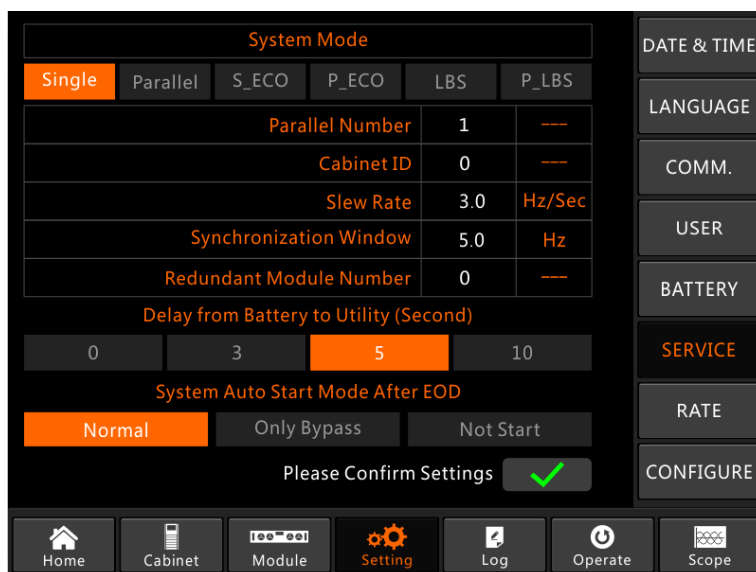 System Mode
Single Parallel S_ECO P_ECO LBS P_LBS
Parallel Number 1 ---
Cabinet ID 0 ---
Slew Rate 3.0 Hz/Sec
Synchronization Window 5.0 Hz
Redundant Module Number 0 ---
Delay from Battery to Utility (Second)
0 3 5 10
System Auto Start Mode After EOD
Normal Only Bypass Not Start
Please Confirm Settings
DATE & TIME
LANGUAGE
COMM.
USER
BATTERY
SERVICE
RATE
CONFIGURE
Home Cabinet Module Setting Log Operate Scope